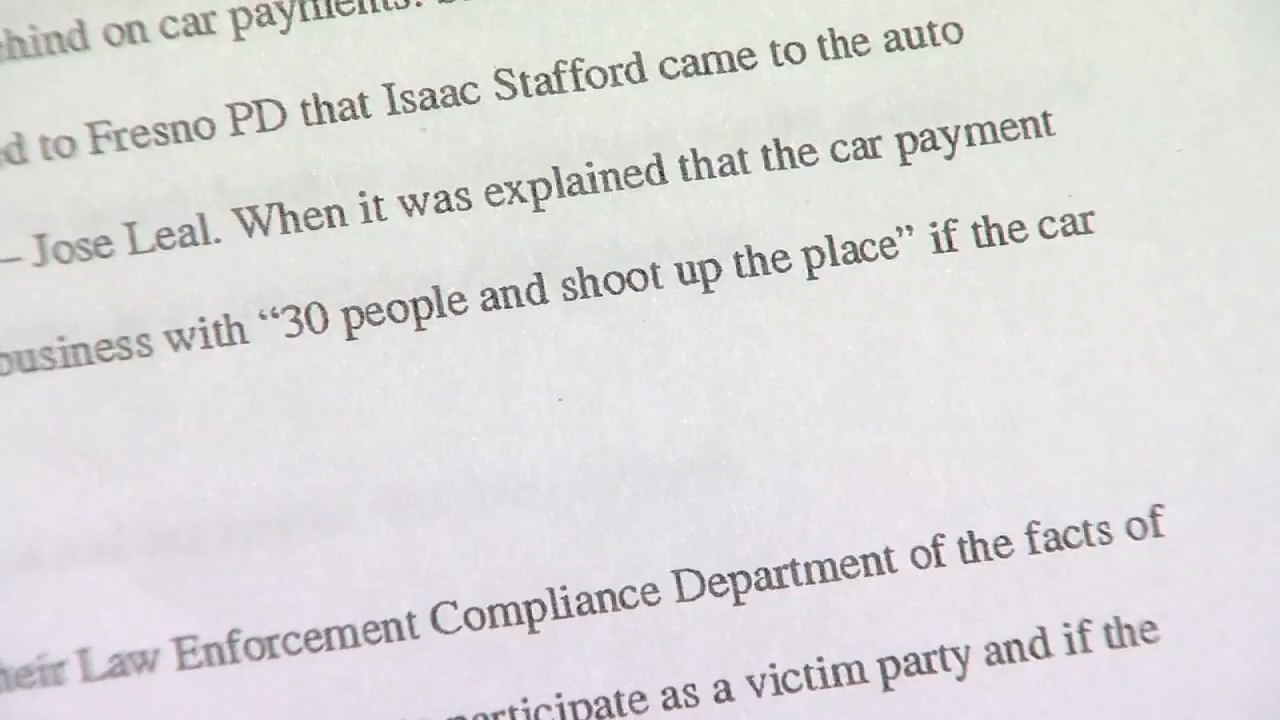 hind on car payments.
d to Fresno PD that Isaac Stafford came to the auto
– Jose Leal. When it was explained that the car payment
business with “30 people and shoot up the place” if the car
heir Law Enforcement Compliance Department of the facts of
participate as a victim party and if the